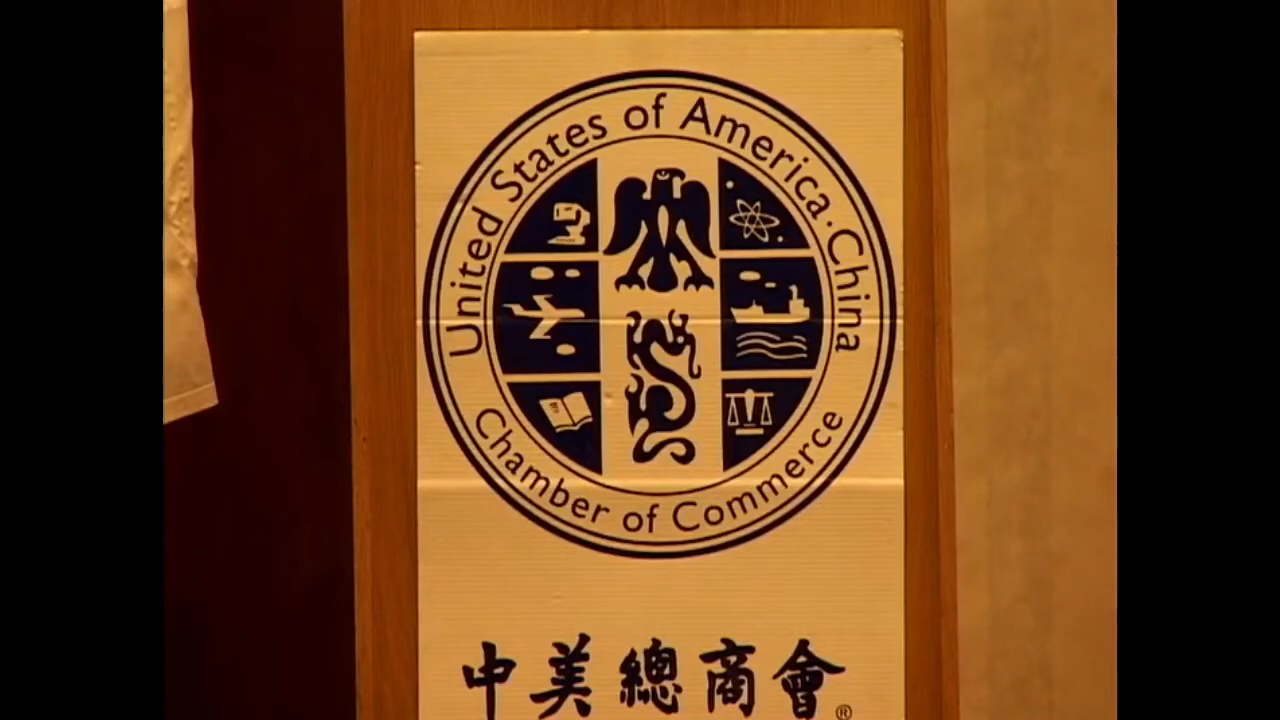 United States of America·China
Chamber of Commerce
中美總商會®